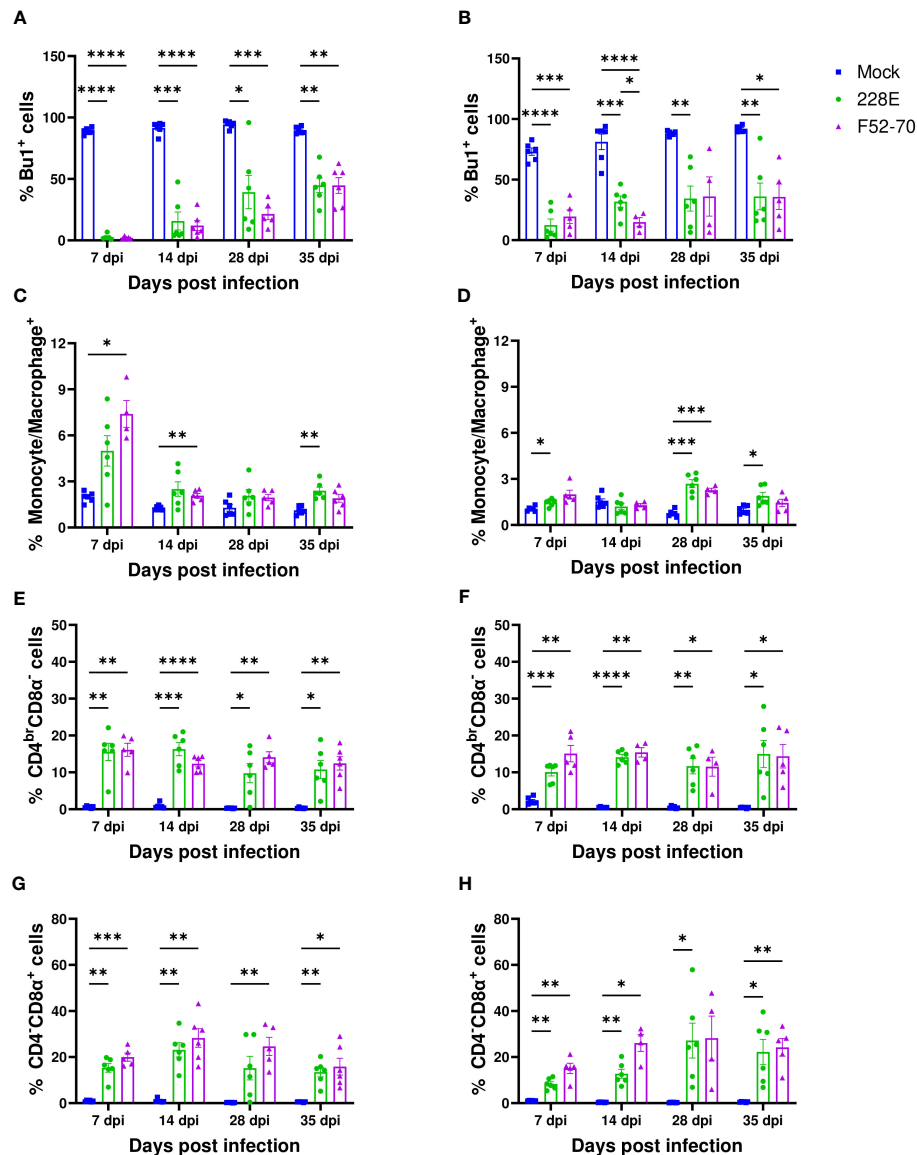 A
B
Mock
228E
F52-70
% Bu1⁺ cells
150
100
50
0
**** **** *** **
**** *** * **
7 dpi 14 dpi 28 dpi 35 dpi
Days post infection
% Bu1⁺ cells
150
100
50
0
****
*** * *
**** *** ** **
7 dpi 14 dpi 28 dpi 35 dpi
Days post infection
C
D
% Monocyte/Macrophage⁺
12
9
6
3
0
*
** **
7 dpi 14 dpi 28 dpi 35 dpi
Days post infection
% Monocyte/Macrophage⁺
12
9
6
3
0
***
* *** *
7 dpi 14 dpi 28 dpi 35 dpi
Days post infection
E
F
% CD4ᵇʳCD8α⁻ cells
50
40
30
20
10
0
** **** ** **
** *** * *
7 dpi 14 dpi 28 dpi 35 dpi
Days post infection
% CD4ᵇʳCD8α⁻ cells
50
40
30
20
10
0
** ** * *
*** **** ** *
7 dpi 14 dpi 28 dpi 35 dpi
Days post infection
G
H
% CD4⁻CD8α⁺ cells
80
60
40
20
0
*** ** *
** ** ** **
7 dpi 14 dpi 28 dpi 35 dpi
Days post infection
% CD4⁻CD8α⁺ cells
80
60
40
20
0
*
** * **
** ** *
7 dpi 14 dpi 28 dpi 35 dpi
Days post infection